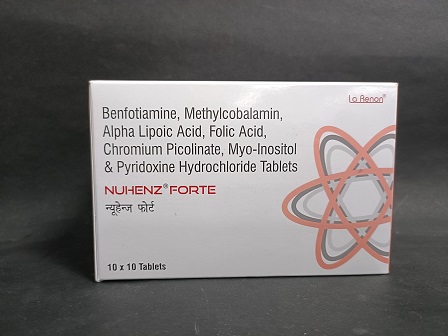 La Renon®
Benfotiamine, Methylcobalamin,
Alpha Lipoic Acid, Folic Acid,
Chromium Picolinate, Myo-Inositol
& Pyridoxine Hydrochloride Tablets
NUHENZ® FORTE
न्यूहेन्ज फोर्ट
10 x 10 Tablets